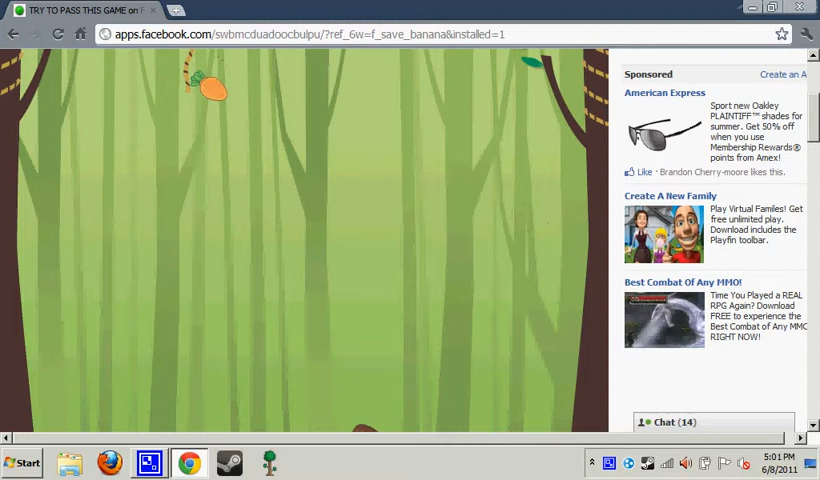 TRY TO PASS THIS GAME on F
apps.facebook.com/swbmcduadoocbulpu/?ref_6w=f_save_banana&installed=1
Sponsored
Create an A
American Express
Sport new Oakley
PLAINTIFF™ shades for
summer. Get 50% off
when you use
Membership Rewards®
points from Amex!
Like · Brandon Cherry-moore likes this.
Create A New Family
Play Virtual Familes! Get
free unlimited play.
Download includes the
Playfin toolbar.
Best Combat Of Any MMO!
Time You Played a REAL
RPG Again? Download
FREE to experience the
Best Combat of Any MMO
RIGHT NOW!
Chat (14)
Start
5:01 PM
6/8/2011